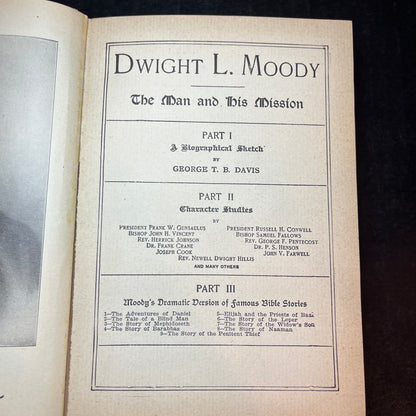 DWIGHT L. MOODY
The Man and His Mission
PART I
A Biographical Sketch
BY
GEORGE T. B. DAVIS
PART II
Character Studies
BY
PRESIDENT FRANK W. GUNSAULUS
BISHOP JOHN H. VINCENT
REV. HERRICK JOHNSON
DR. FRANK CRANE
JOSEPH COOK
PRESIDENT RUSSELL H. CONWELL
BISHOP SAMUEL FALLOWS
REV. GEORGE F. PENTECOST
DR. P. S. HENSON
JOHN V. FARWELL
REV. NEWELL DWIGHT HILLIS
AND MANY OTHERS
PART III
Moody's Dramatic Version of Famous Bible Stories
1—The Adventures of Daniel
2—The Tale of a Blind Man
3—The Story of Mephiboseth
4—The Story of Barabbas
5—Elijah and the Priests of Baal
6—The Story of the Leper
7—The Story of the Widow's Son
8—The Story of Naaman
9—The Story of the Penitent Thief